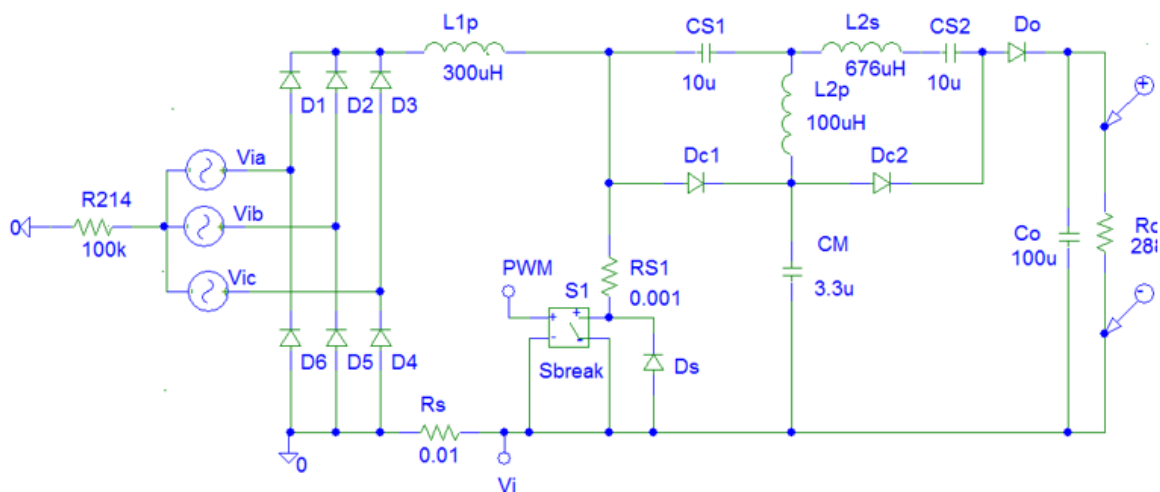 L1p
300uH
CS1
10u
L2s
676uH
CS2
10u
Do
D1
D2
D3
L2p
100uH
Via
Dc1
Dc2
R214
0
100k
Vib
Vic
Co
100u
PWM
S1
RS1
0.001
CM
3.3u
D6
D5
D4
Sbreak
Ds
Rs
0.01
0